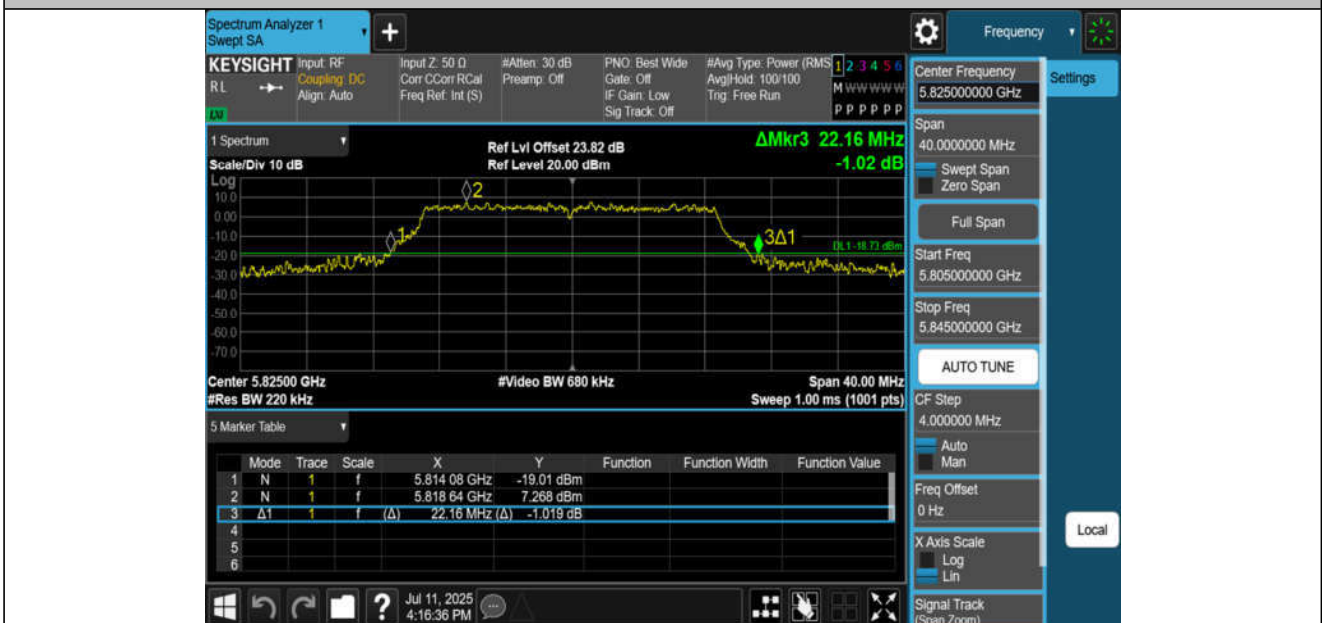 Spectrum Analyzer 1
Swept SA
+
Frequency
KEYSIGHT
RL
LV
Input: RF
Coupling: DC
Align: Auto
Input Z: 50 Ω
Corr CCorr RCal
Freq Ref: Int (S)
#Atten: 30 dB
Preamp: Off
PNO: Best Wide
Gate: Off
IF Gain: Low
Sig Track: Off
#Avg Type: Power (RMS
Avg|Hold: 100/100
Trig: Free Run
1 2 3 4 5 6
M W W W W W
P P P P P P
1 Spectrum
Scale/Div 10 dB
Ref Lvl Offset 23.82 dB
Ref Level 20.00 dBm
ΔMkr3 22.16 MHz
-1.02 dB
Log
10.0
0.00
-10.0
-20.0
-30.0
-40.0
-50.0
-60.0
-70.0
2
1
3Δ1
DL1 -18.73 dBm
Center 5.82500 GHz
#Res BW 220 kHz
#Video BW 680 kHz
Span 40.00 MHz
Sweep 1.00 ms (1001 pts)
5 Marker Table
Mode Trace Scale X Y Function Function Width Function Value
1 N 1 f 5.814 08 GHz -19.01 dBm
2 N 1 f 5.818 64 GHz 7.268 dBm
3 Δ1 1 f (Δ) 22.16 MHz (Δ) -1.019 dB
4
5
6
?
Jul 11, 2025
4:16:36 PM
Center Frequency
5.825000000 GHz
Span
40.0000000 MHz
Swept Span
Zero Span
Full Span
Start Freq
5.805000000 GHz
Stop Freq
5.845000000 GHz
AUTO TUNE
CF Step
4.000000 MHz
Auto
Man
Freq Offset
0 Hz
X Axis Scale
Log
Lin
Signal Track
(Span Zoom)
Settings
Local